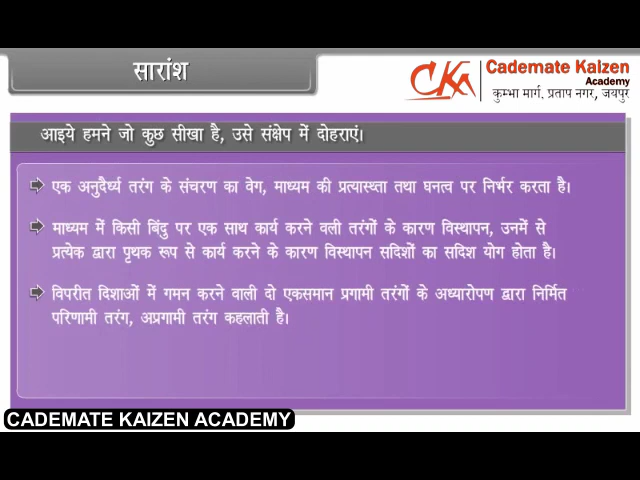 सारांश
CKA
Cademate Kaizen
Academy
कुम्भा मार्ग, प्रताप नगर, जयपुर
आइये हमने जो कुछ सीखा है, उसे संक्षेप में दोहराएं।
एक अनुदैर्ध्य तरंग के संचरण का वेग, माध्यम की प्रत्यास्थता तथा घनत्व पर निर्भर करता है।
माध्यम में किसी बिंदु पर एक साथ कार्य करने वली तरंगों के कारण विस्थापन, उनमें से
प्रत्येक द्वारा पृथक रूप से कार्य करने के कारण विस्थापन सदिशों का सदिश योग होता है।
विपरीत दिशाओं में गमन करने वाली दो एकसमान प्रगामी तरंगों के अध्यारोपण द्वारा निर्मित
परिणामी तरंग, अप्रगामी तरंग कहलाती है।
CADEMATE KAIZEN ACADEMY